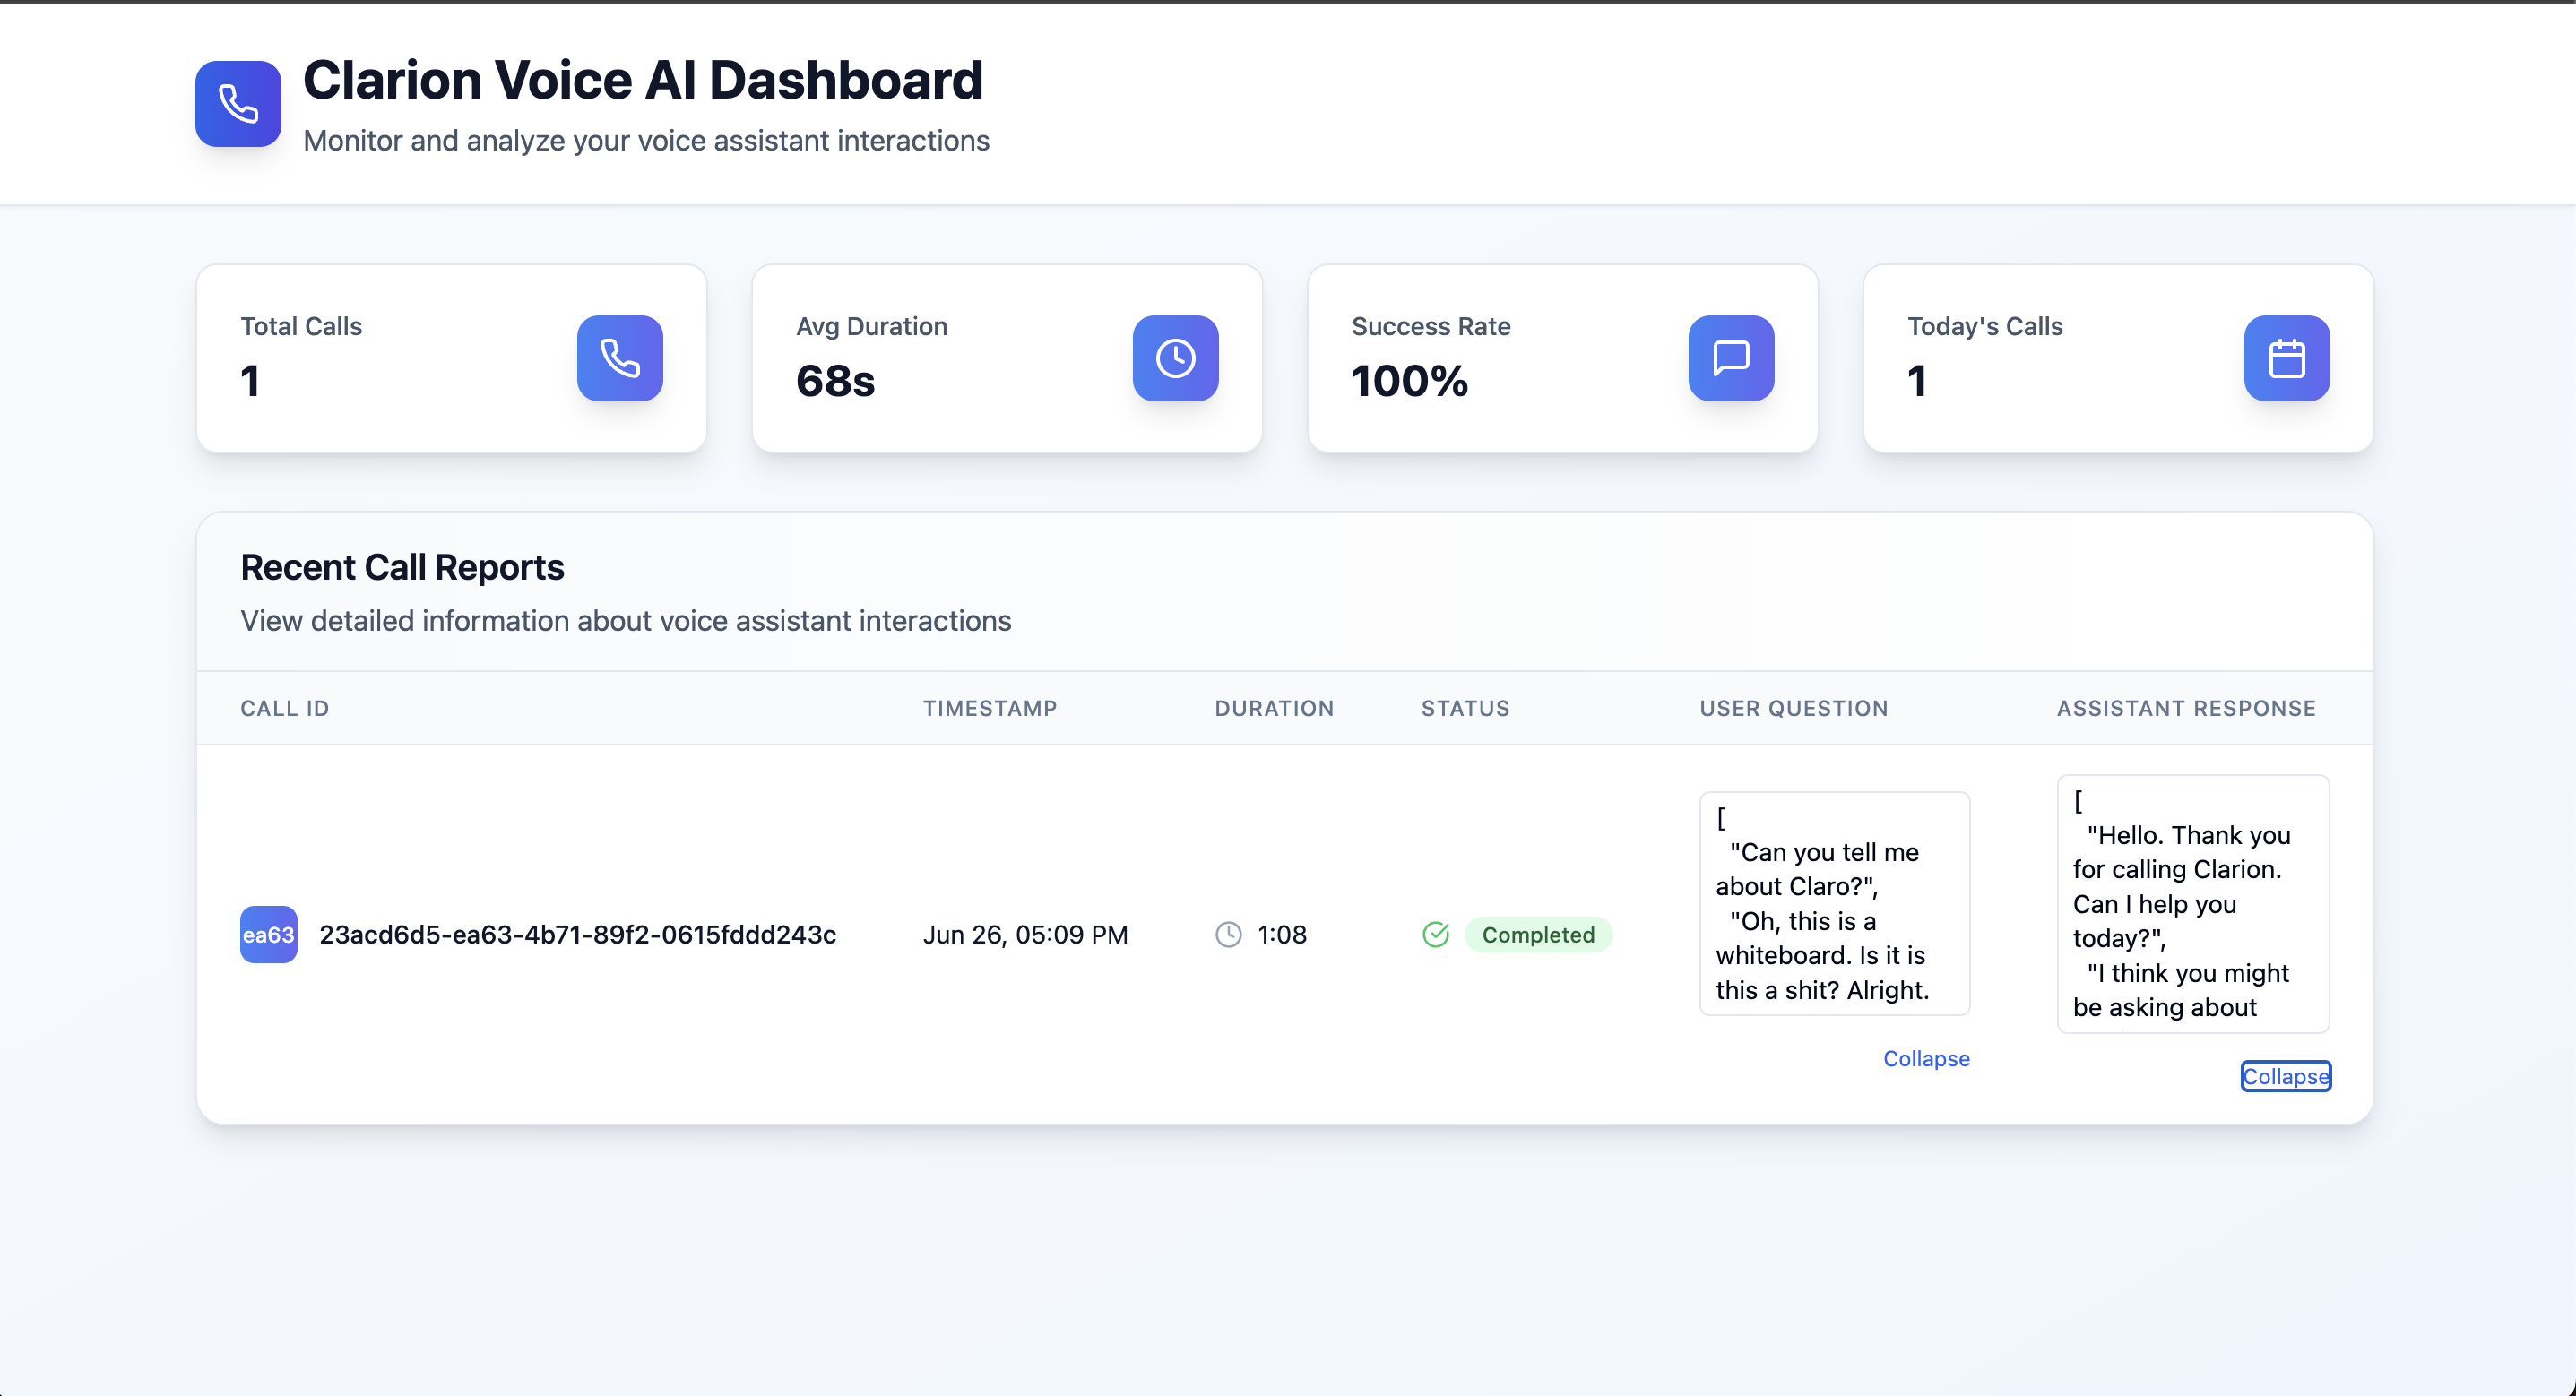 Clarion Voice AI Dashboard
Monitor and analyze your voice assistant interactions
Total Calls
1
Avg Duration
68s
Success Rate
100%
Today's Calls
1
Recent Call Reports
View detailed information about voice assistant interactions
CALL ID TIMESTAMP DURATION STATUS USER QUESTION ASSISTANT RESPONSE
ea63 23acd6d5-ea63-4b71-89f2-0615fddd243c Jun 26, 05:09 PM 1:08 Completed
[
"Can you tell me
about Claro?",
"Oh, this is a
whiteboard. Is it is
this a shit? Alright.
Collapse
[
"Hello. Thank you
for calling Clarion.
Can I help you
today?",
"I think you might
be asking about
Collapse